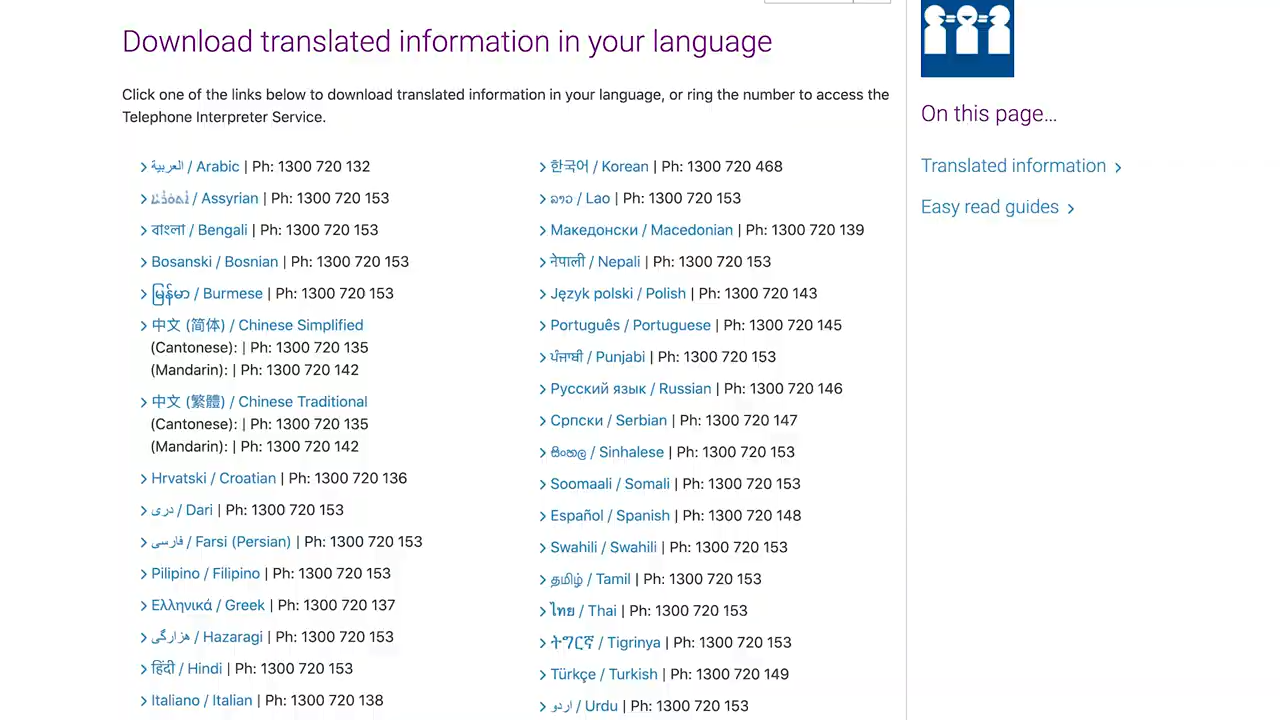 Download translated information in your language
Click one of the links below to download translated information in your language, or ring the number to access the
Telephone Interpreter Service.
العربية / Arabic | Ph: 1300 720 132
/ Assyrian | Ph: 1300 720 153
বাংলা / Bengali | Ph: 1300 720 153
Bosanski / Bosnian | Ph: 1300 720 153
မြန်မာ / Burmese | Ph: 1300 720 153
中文 (简体) / Chinese Simplified
(Cantonese): | Ph: 1300 720 135
(Mandarin): | Ph: 1300 720 142
中文 (繁體) / Chinese Traditional
(Cantonese): | Ph: 1300 720 135
(Mandarin): | Ph: 1300 720 142
Hrvatski / Croatian | Ph: 1300 720 136
دری / Dari | Ph: 1300 720 153
فارسی / Farsi (Persian) | Ph: 1300 720 153
Pilipino / Filipino | Ph: 1300 720 153
Ελληνικά / Greek | Ph: 1300 720 137
هزارگی / Hazaragi | Ph: 1300 720 153
हिंदी / Hindi | Ph: 1300 720 153
Italiano / Italian | Ph: 1300 720 138
한국어 / Korean | Ph: 1300 720 468
ລາວ / Lao | Ph: 1300 720 153
Македонски / Macedonian | Ph: 1300 720 139
नेपाली / Nepali | Ph: 1300 720 153
Język polski / Polish | Ph: 1300 720 143
Português / Portuguese | Ph: 1300 720 145
ਪੰਜਾਬੀ / Punjabi | Ph: 1300 720 153
Русский язык / Russian | Ph: 1300 720 146
Српски / Serbian | Ph: 1300 720 147
සිංහල / Sinhalese | Ph: 1300 720 153
Soomaali / Somali | Ph: 1300 720 153
Español / Spanish | Ph: 1300 720 148
Swahili / Swahili | Ph: 1300 720 153
தமிழ் / Tamil | Ph: 1300 720 153
ไทย / Thai | Ph: 1300 720 153
ትግርኛ / Tigrinya | Ph: 1300 720 153
Türkçe / Turkish | Ph: 1300 720 149
اردو / Urdu | Ph: 1300 720 153
On this page...
Translated information
Easy read guides